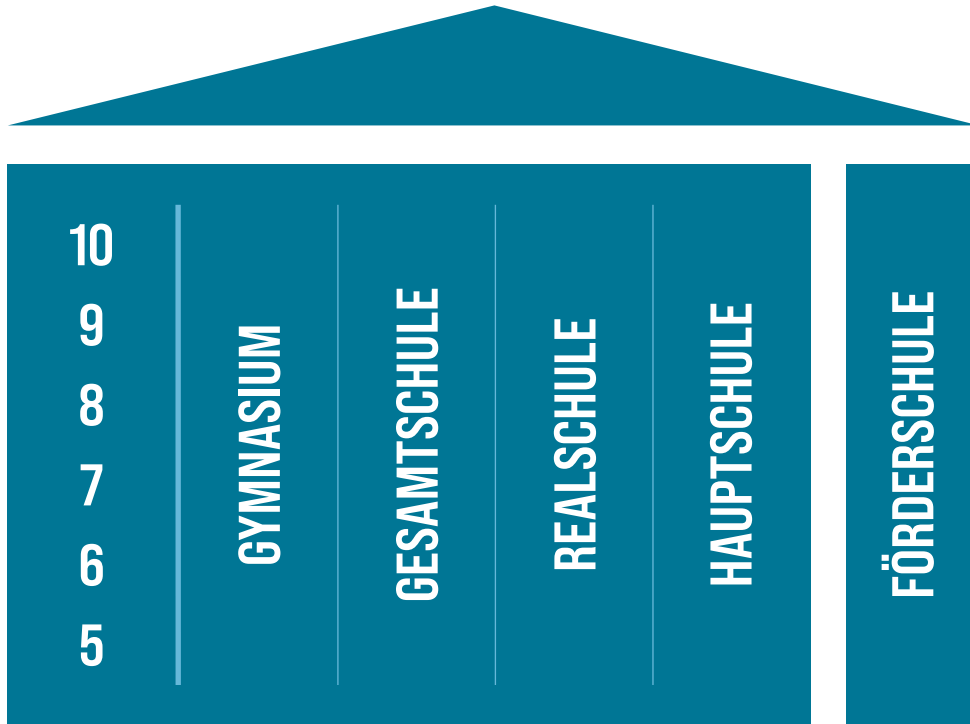 10
9
8
7
6
5
GYMNASIUM
GESAMTSCHULE
REALSCHULE
HAUPTSCHULE
FÖRDERSCHULE